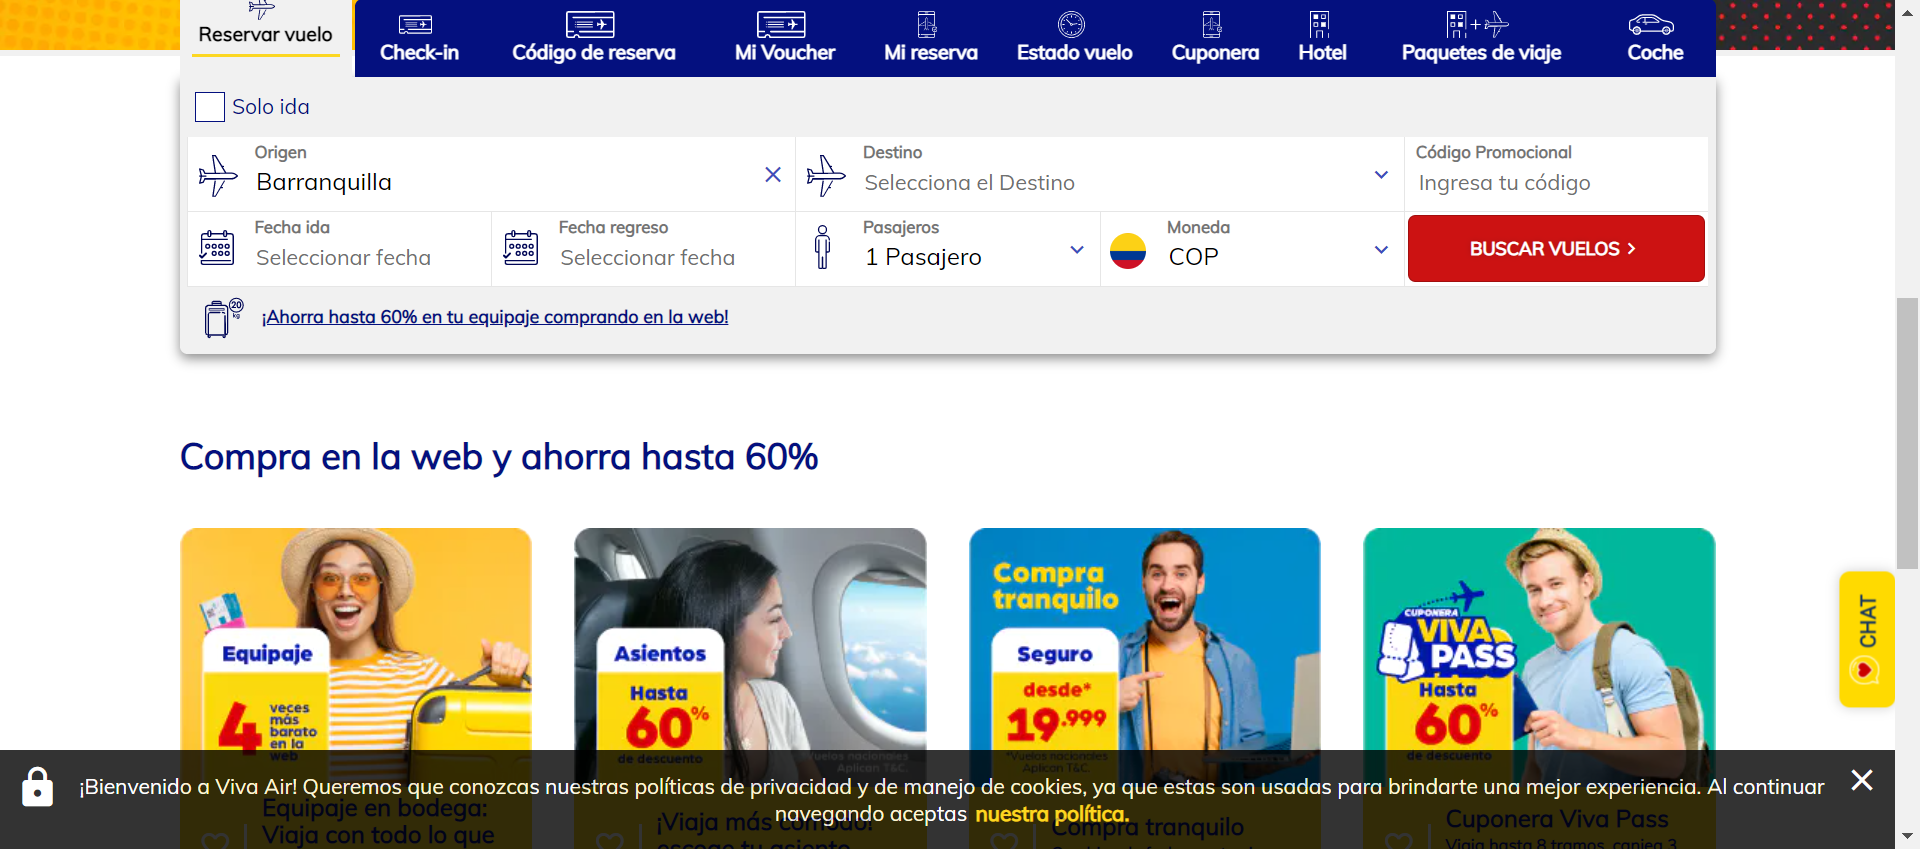 Reservar vuelo
Check-in
Código de reserva
Mi Voucher
Mi reserva
Estado vuelo
Cuponera
Hotel
Paquetes de viaje
Coche
Solo ida
Origen
Barranquilla
Destino
Selecciona el Destino
Código Promocional
Ingresa tu código
Fecha ida
Seleccionar fecha
Fecha regreso
Seleccionar fecha
Pasajeros
1 Pasajero
Moneda
COP
BUSCAR VUELOS
20
kg
¡Ahorra hasta 60% en tu equipaje comprando en la web!
Compra en la web y ahorra hasta 60%
Equipaje
4 veces
más
barato
en la
web
Asientos
Hasta
60%
de descuento
Vuelos nacionales
Aplican T&C.
Compra
tranquilo
Seguro
desde*
19.999
*Vuelos nacionales
Aplican T&C.
CUPONERA
VIVA
PASS
Hasta
60%
de descuento
CHAT
¡Bienvenido a Viva Air! Queremos que conozcas nuestras políticas de privacidad y de manejo de cookies, ya que estas son usadas para brindarte una mejor experiencia. Al continuar
navegando aceptas nuestra política.
Equipaje en bodega:
Viaja con todo lo que
¡Viaja más cómodo!
escoge tu asiento
Compra tranquilo
Cuponera Viva Pass
Viaja hasta 8 tramos, canjea 3